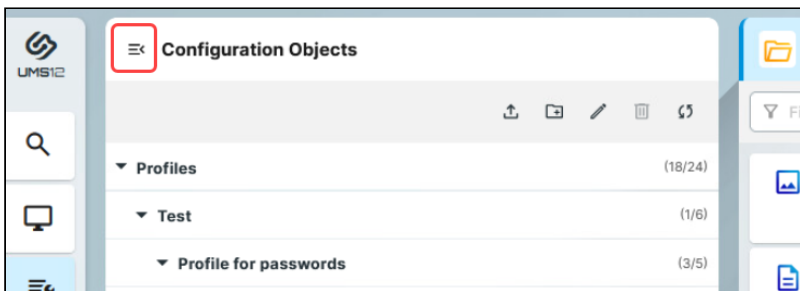 UMS12
Configuration Objects
Profiles (18/24)
Test (1/6)
Profile for passwords (3/5)